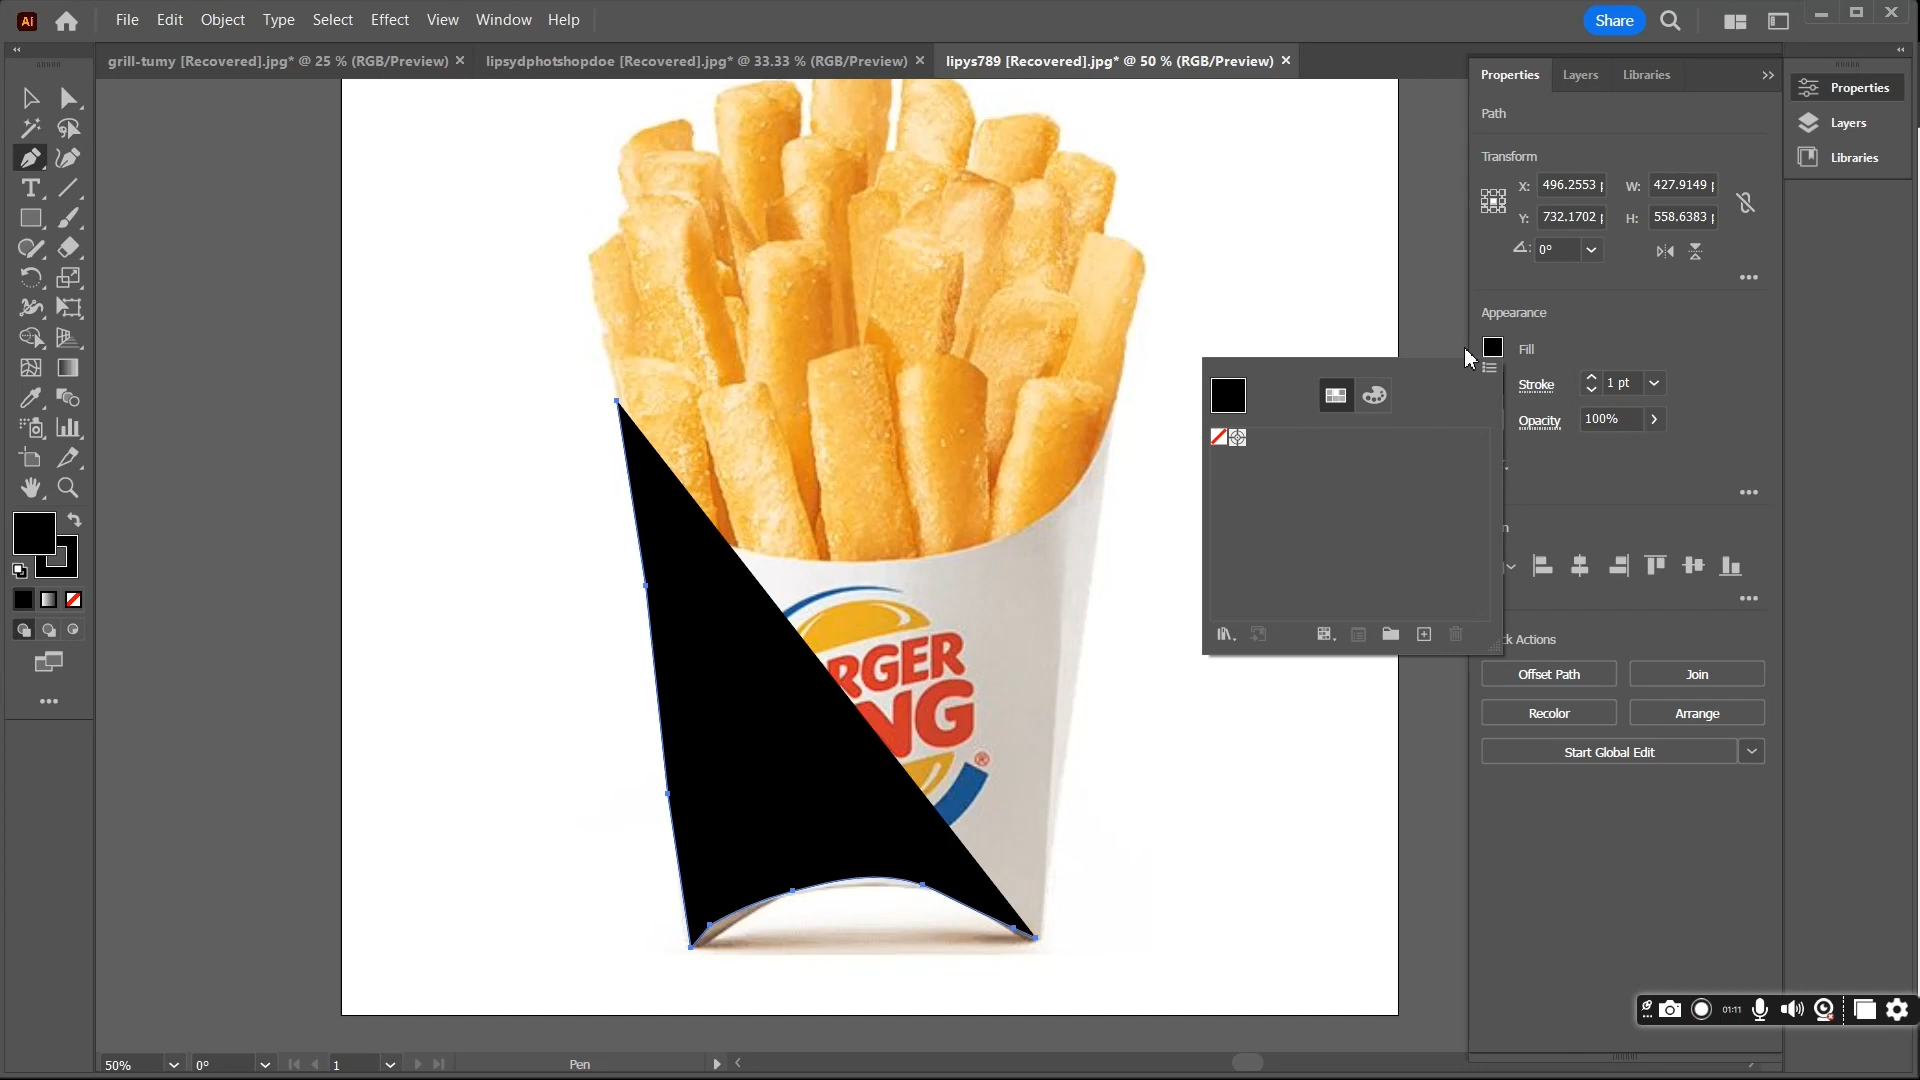 Ai File Edit Object Type Select Effect View Window Help Share
grill-tumy [Recovered].jpg* @ 25 % (RGB/Preview) × lipsydphotshopdoe [Recovered].jpg* @ 33.33 % (RGB/Preview) × lipys789 [Recovered].jpg* @ 50 % (RGB/Preview) ×
Properties Layers Libraries
Properties
Layers
Libraries
Path
Transform
X: 496.2553 W: 427.9149
Y: 732.1702 H: 558.6383
0°
Appearance
Fill
Stroke 1 pt
Opacity 100%
Offset Path Join
Recolor Arrange
Start Global Edit
RGER
NG
®
01:11
50% 0° 1 Pen